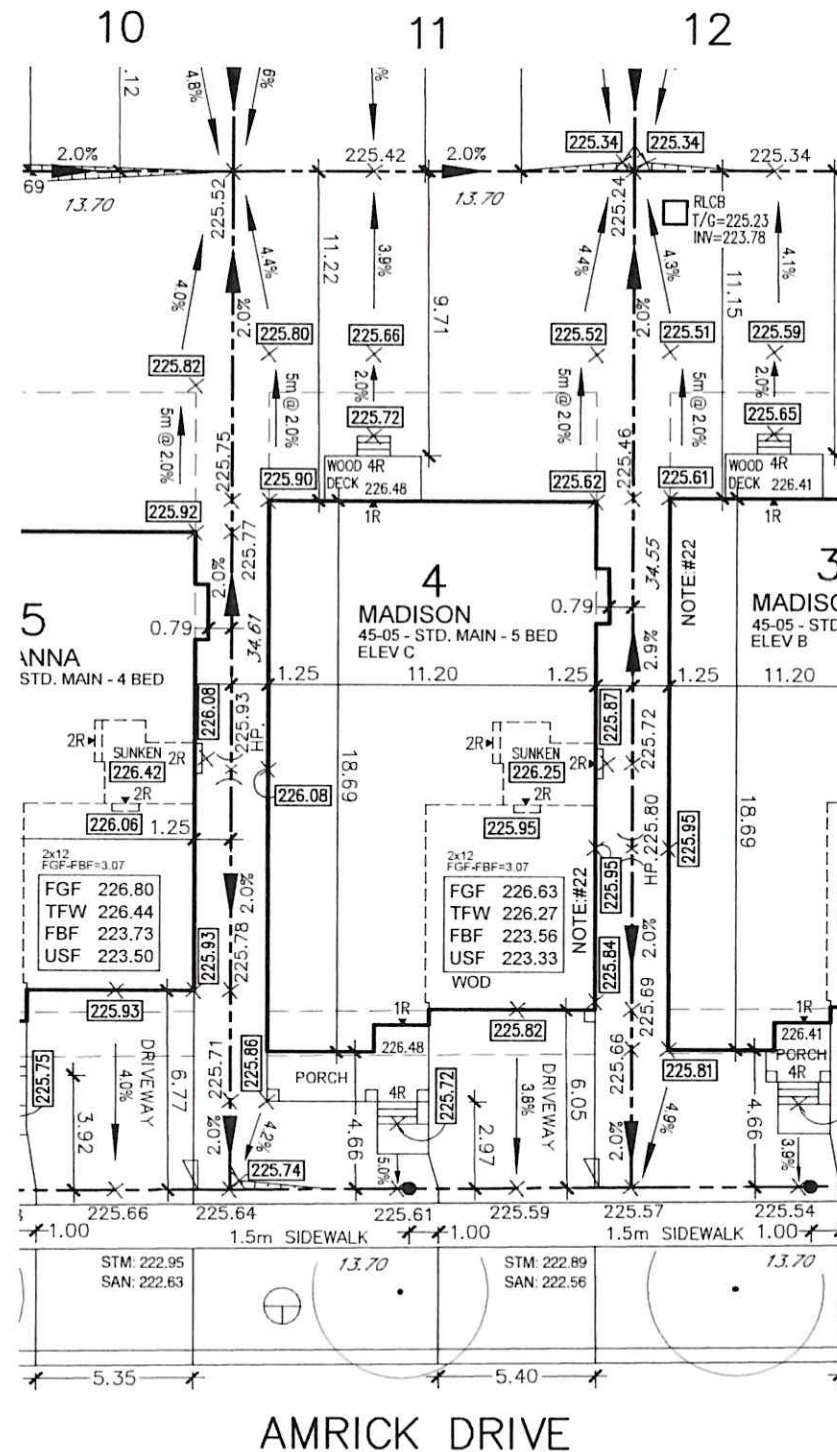 10 11 12
4.8% .12 6% % 
2.0% 225.42 2.0% 225.34 225.34 225.34
69 13.70 225.52 13.70 225.24
RLCB
T/G=225.23
INV=223.78
4.0% 4.4% 11.22 3.9% 9.71 4.4% 4.3% 11.15 4.1%
2.0% 2.0%
225.82 225.80 225.66 225.52 225.51 225.59
5m @ 2.0% 5m @ 2.0% 2.0% 5m @ 2.0% 5m @ 2.0% 2.0%
225.72 225.65
225.75 225.46
WOOD 4R WOOD 4R
DECK 226.48 DECK 226.41
225.92 225.90 225.62 225.61
1R 1R
225.77
2.0% 34.61 34.55 NOTE:#22
5 4 3
ANNA MADISON MADISO
STD. MAIN - 4 BED 45-05 - STD. MAIN - 5 BED 45-05 - STD
ELEV C ELEV B
0.79 0.79
2.9%
1.25 11.20 1.25 1.25 11.20
226.08 225.93 HP. 225.87 225.72
2R SUNKEN 2R 2R SUNKEN 2R
226.42 226.25
2R 2R
226.06 226.08 225.95
1.25 18.69 225.95 HP. 225.80 225.95 18.69
2x12 2x12
FGF-FBF=3.07 FGF-FBF=3.07
FGF 226.80 FGF 226.63
TFW 226.44 TFW 226.27
FBF 223.73 FBF 223.56
USF 223.50 USF 223.33
WOD
NOTE:#22
2.0% 2.0%
225.93 225.78 225.84 225.69
225.93 225.82
1R 1R
226.48 226.41
225.75 225.71 225.86 225.66 225.81
PORCH PORCH
4R 4R
DRIVEWAY DRIVEWAY
4.0% 6.77 225.72 3.8% 6.05
3.92 2.0% 4.2% 4.66 2.97 2.0% 4.9% 4.66 3.9%
225.74 5.0%
225.66 225.64 225.61 225.59 225.57 225.54
1.00 1.5m SIDEWALK 1.00 1.5m SIDEWALK 1.00
STM: 222.95 STM: 222.89
SAN: 222.63 SAN: 222.56
13.70 13.70
5.35 5.40
AMRICK DRIVE